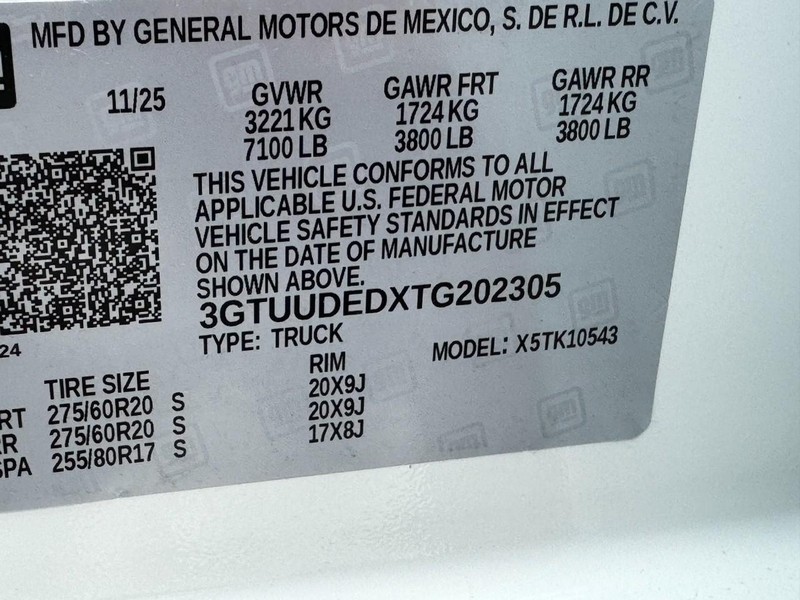 MFD BY GENERAL MOTORS DE MEXICO, S. DE R.L. DE C.V.
11/25 GVWR GAWR FRT GAWR RR
3221 KG 1724 KG 1724 KG
7100 LB 3800 LB 3800 LB
THIS VEHICLE CONFORMS TO ALL
APPLICABLE U.S. FEDERAL MOTOR
VEHICLE SAFETY STANDARDS IN EFFECT
ON THE DATE OF MANUFACTURE
SHOWN ABOVE.
3GTUUDEDXTG202305
TYPE: TRUCK MODEL: X5TK10543
24
TIRE SIZE RIM
RT 275/60R20 S 20X9J
RR 275/60R20 S 20X9J
SPA 255/80R17 S 17X8J